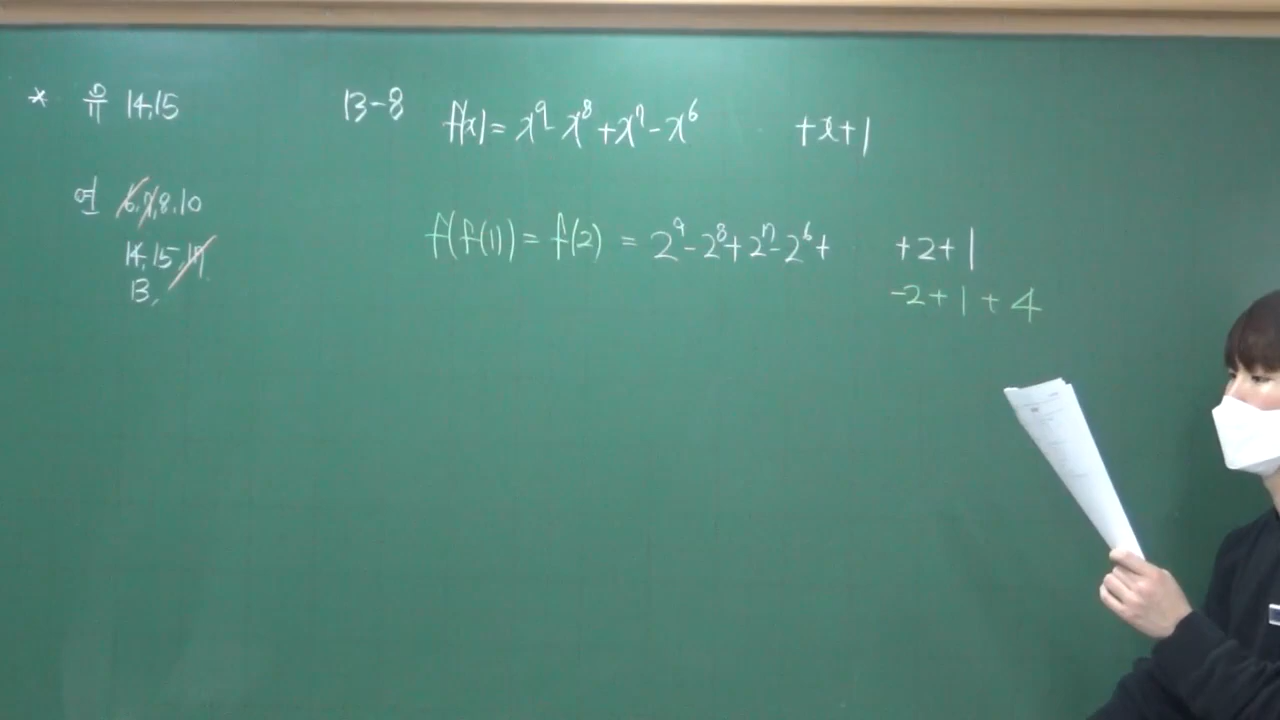 * 유 14,15
13-8 f(x)=x⁹-x⁸+x⁷-x⁶ +x+1
연 6,7,8,10
14,15,17
13,
f(f(1))=f(2)=2⁹-2⁸+2⁷-2⁶+ +2+1
-2+1+4